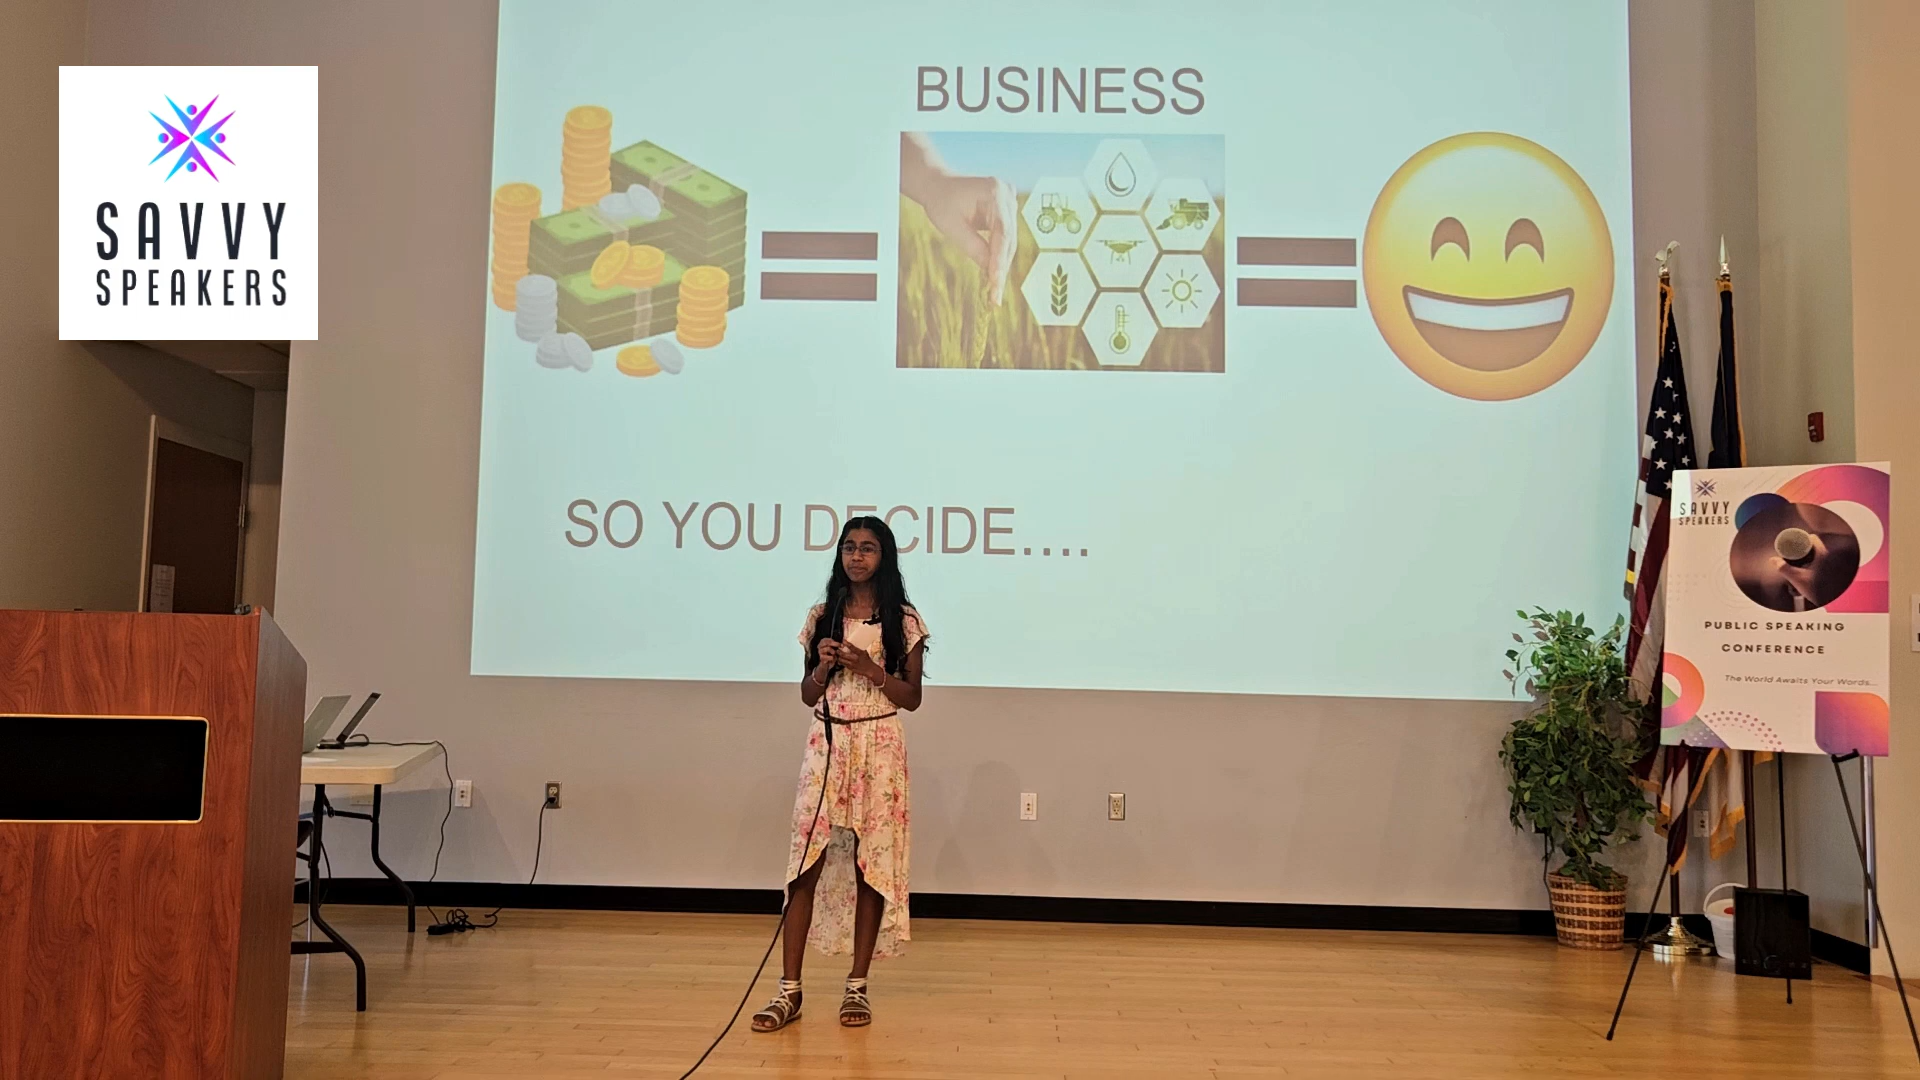 SAVVY
SPEAKERS
BUSINESS
SO YOU DECIDE....
SAVVY
SPEAKERS
PUBLIC SPEAKING
CONFERENCE
The World Awaits Your Words...